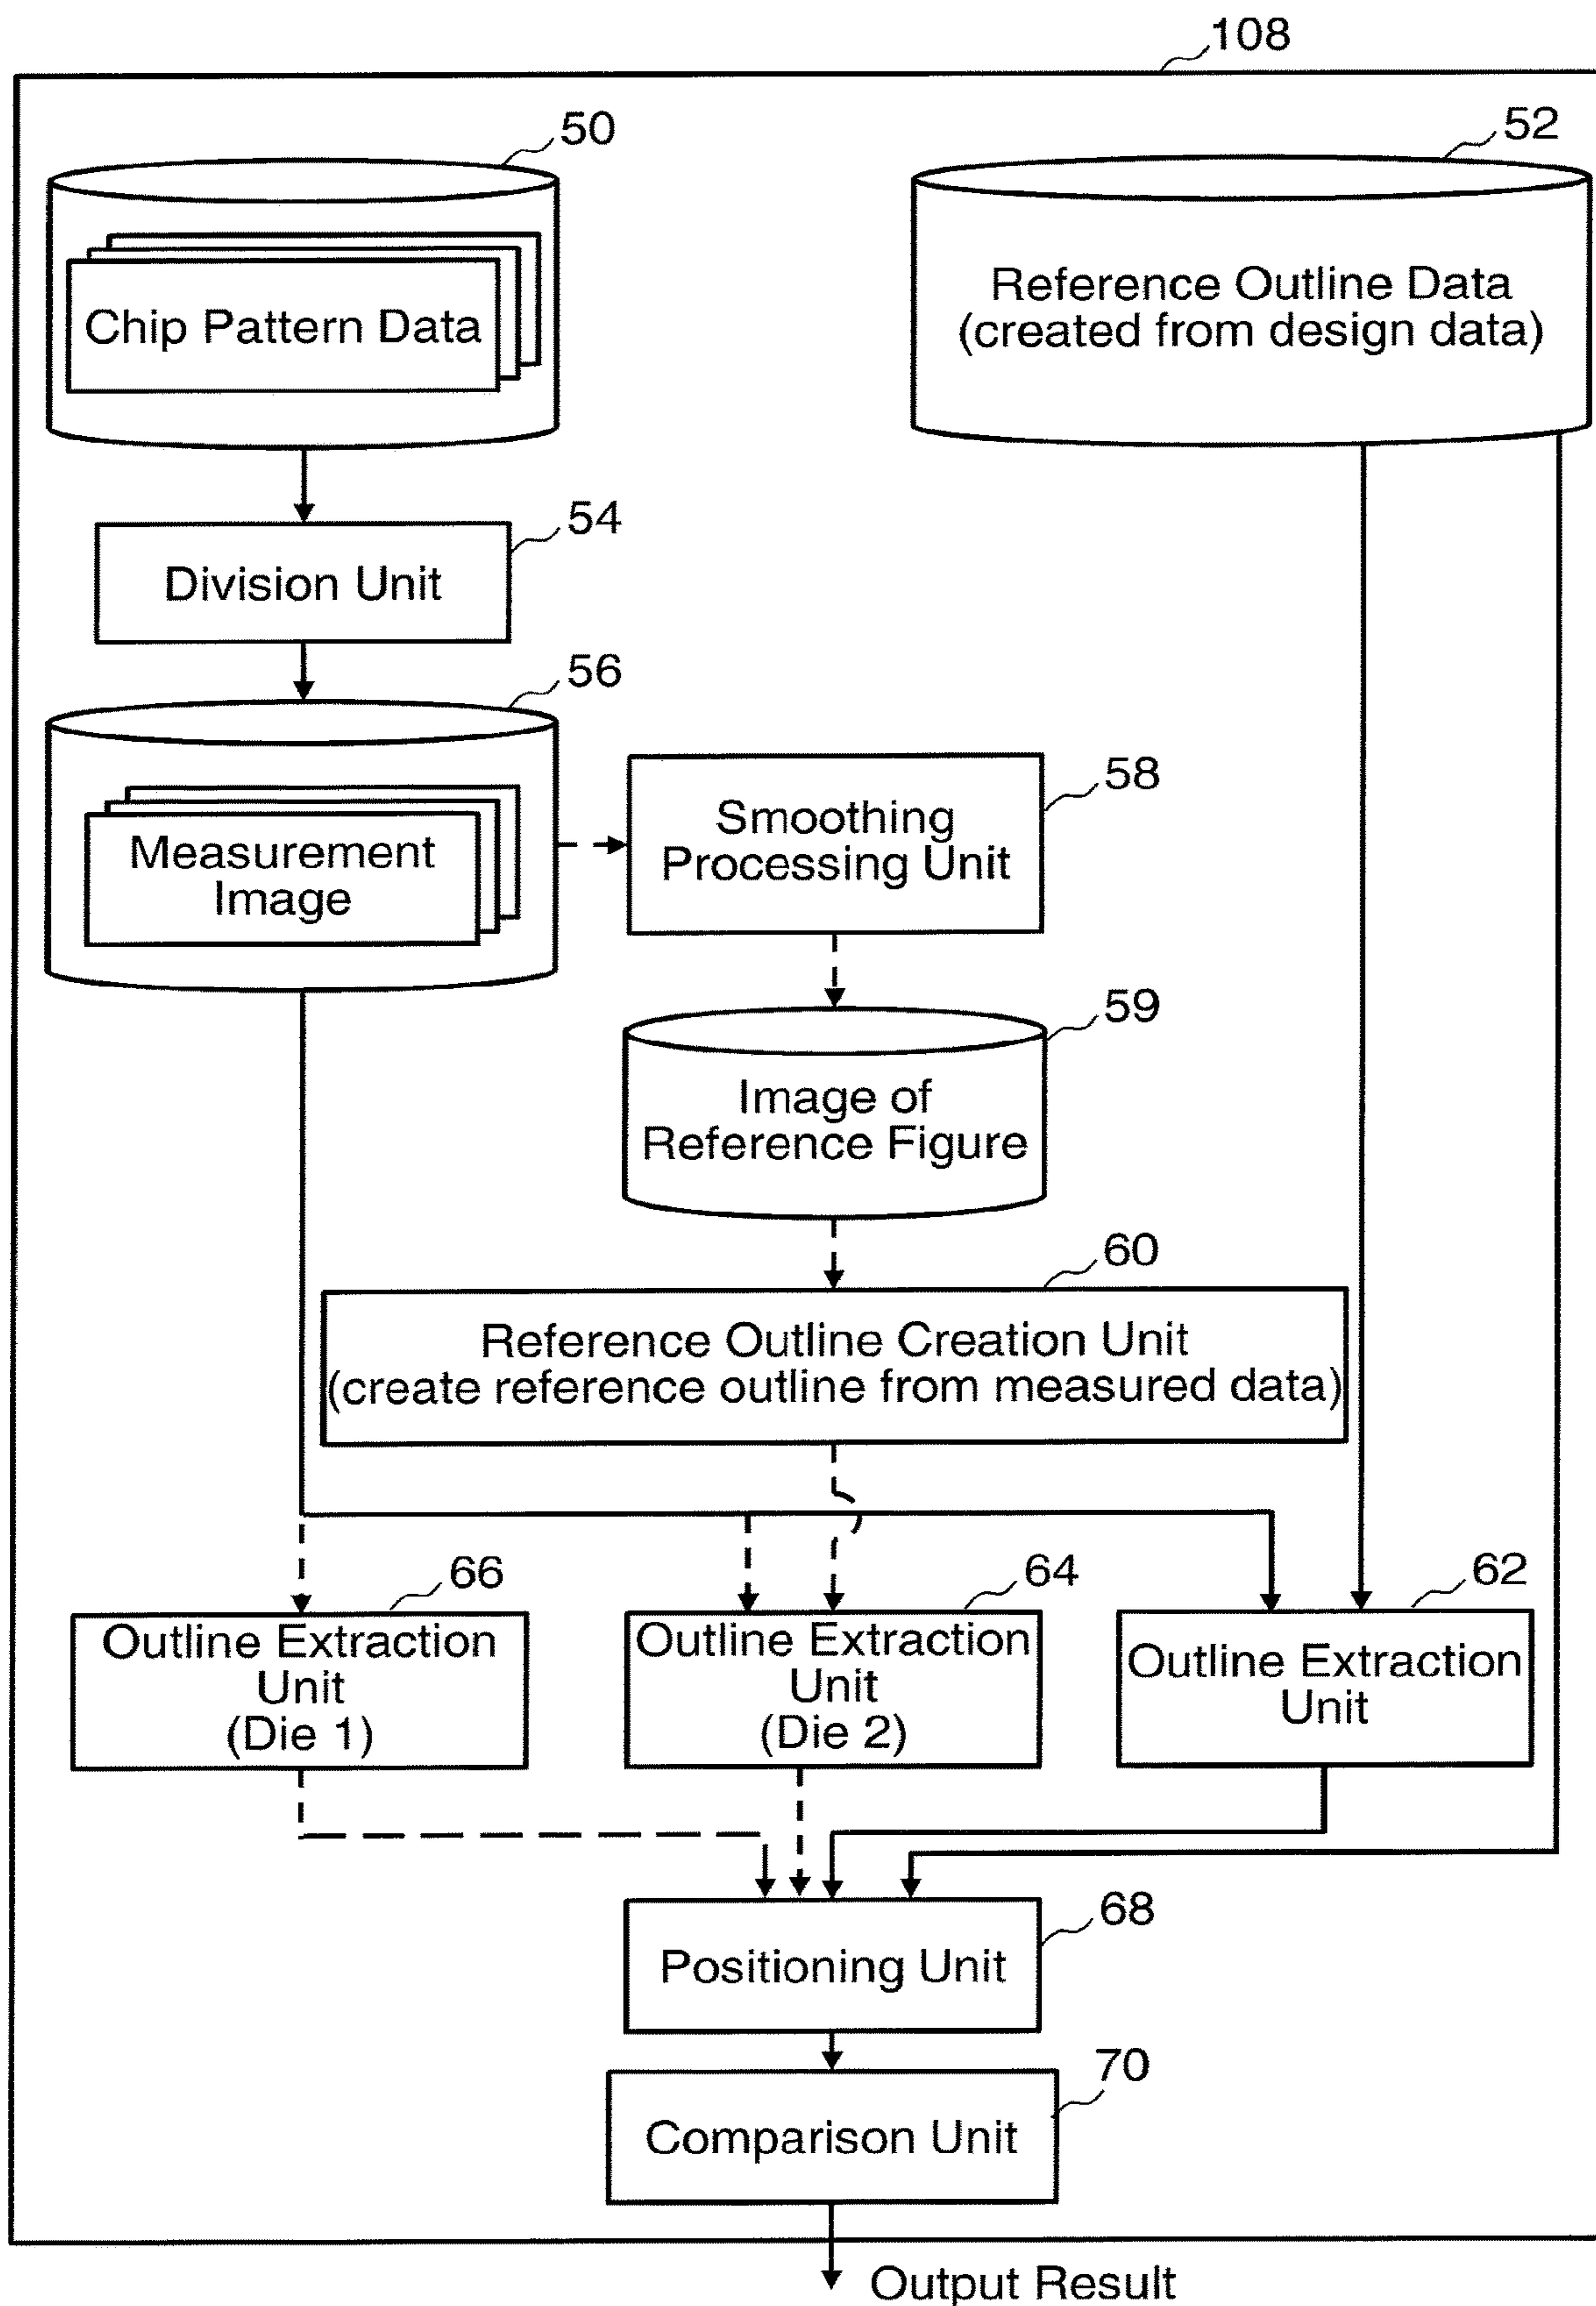 108
50
52
Chip Pattern Data
Reference Outline Data
(created from design data)
54
Division Unit
56
Measurement
Image
58
Smoothing
Processing Unit
59
Image of
Reference Figure
60
Reference Outline Creation Unit
(create reference outline from measured data)
66
Outline Extraction
Unit
(Die 1)
64
Outline Extraction
Unit
(Die 2)
62
Outline Extraction
Unit
68
Positioning Unit
70
Comparison Unit
Output Result